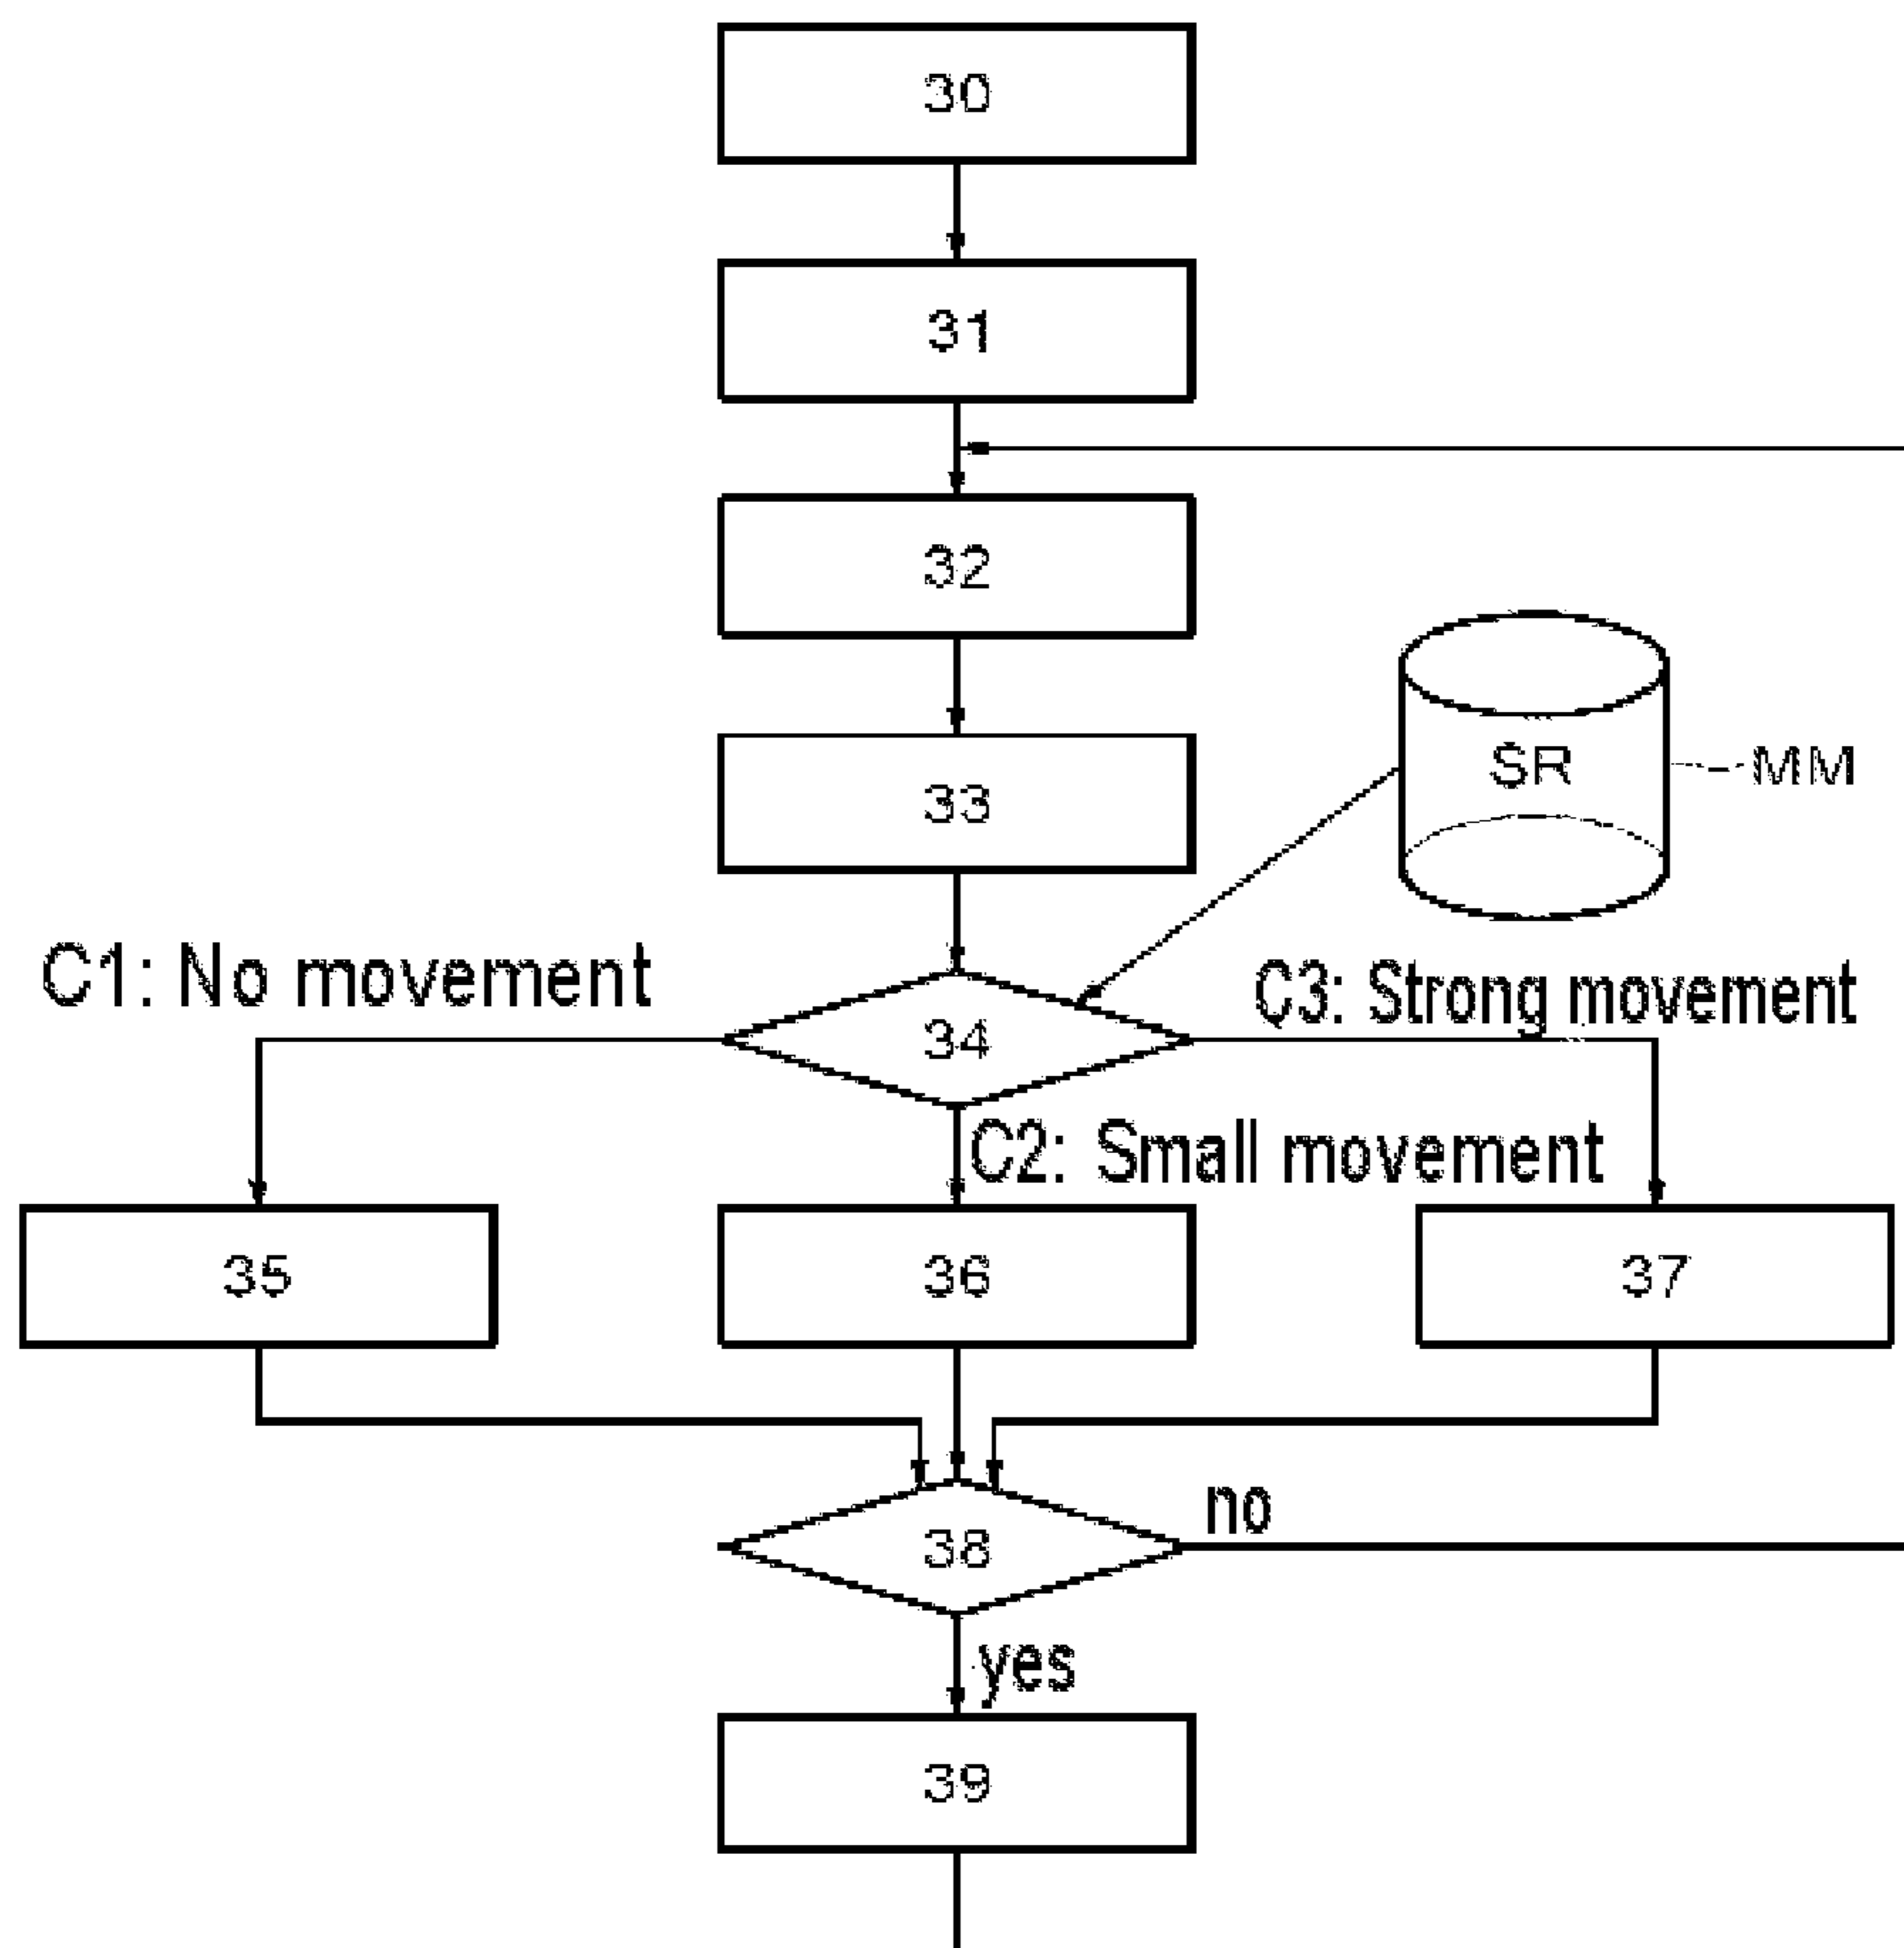 30
31
32
33
SR
MM
C1: No movement
C3: Strong movement
34
C2: Small movement
35
36
37
no
38
yes
39